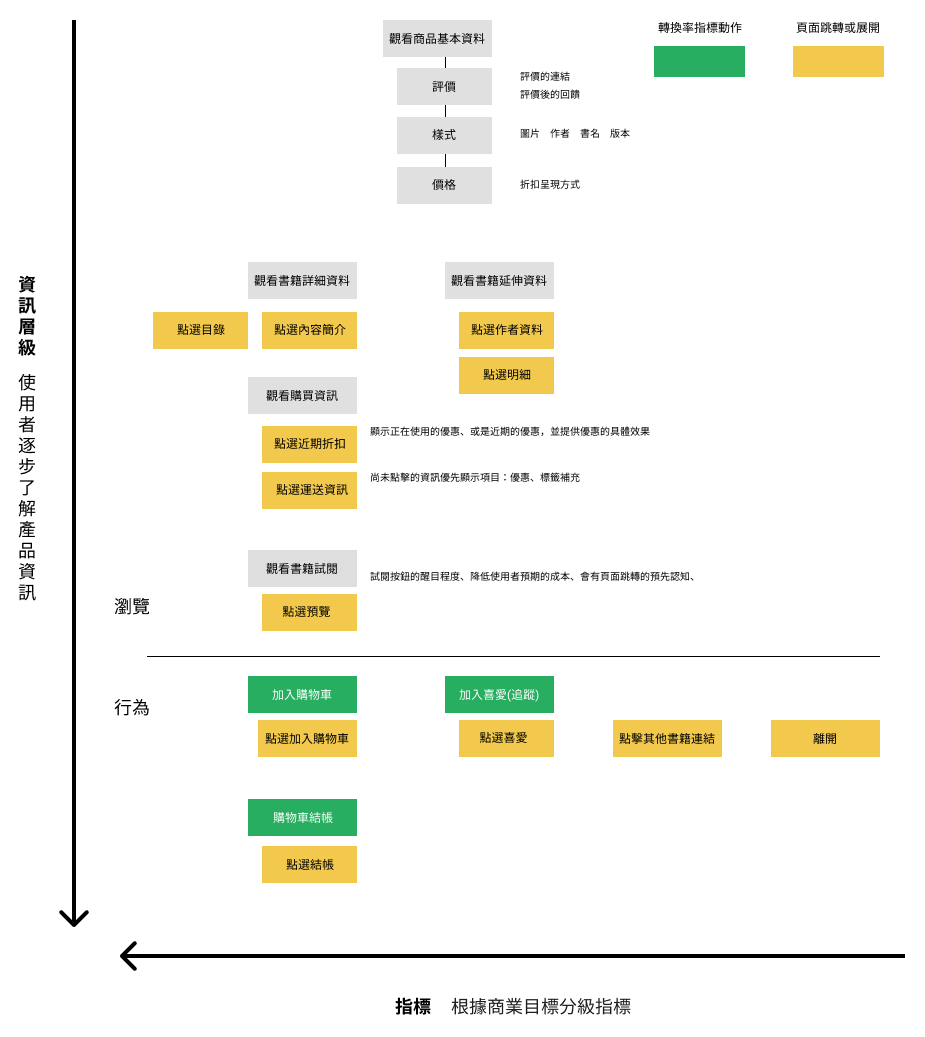 轉換率指標動作
頁面跳轉或展開
觀看商品基本資料
評價
評價的連結
評價後的回饋
樣式
圖片 作者 書名 版本
價格
折扣呈現方式
資訊層級 使用者逐步了解產品資訊
觀看書籍詳細資料
觀看書籍延伸資料
點選目錄
點選內容簡介
點選作者資料
點選明細
觀看購買資訊
點選近期折扣
顯示正在使用的優惠、或是近期的優惠，並提供優惠的具體效果
點選運送資訊
尚未點擊的資訊優先顯示項目：優惠、標籤補充
觀看書籍試閱
試閱按鈕的醒目程度、降低使用者預期的成本、會有頁面跳轉的預先認知、
瀏覽
點選預覽
行為
加入購物車
加入喜愛(追蹤)
點選加入購物車
點選喜愛
點擊其他書籍連結
離開
購物車結帳
點選結帳
指標 根據商業目標分級指標